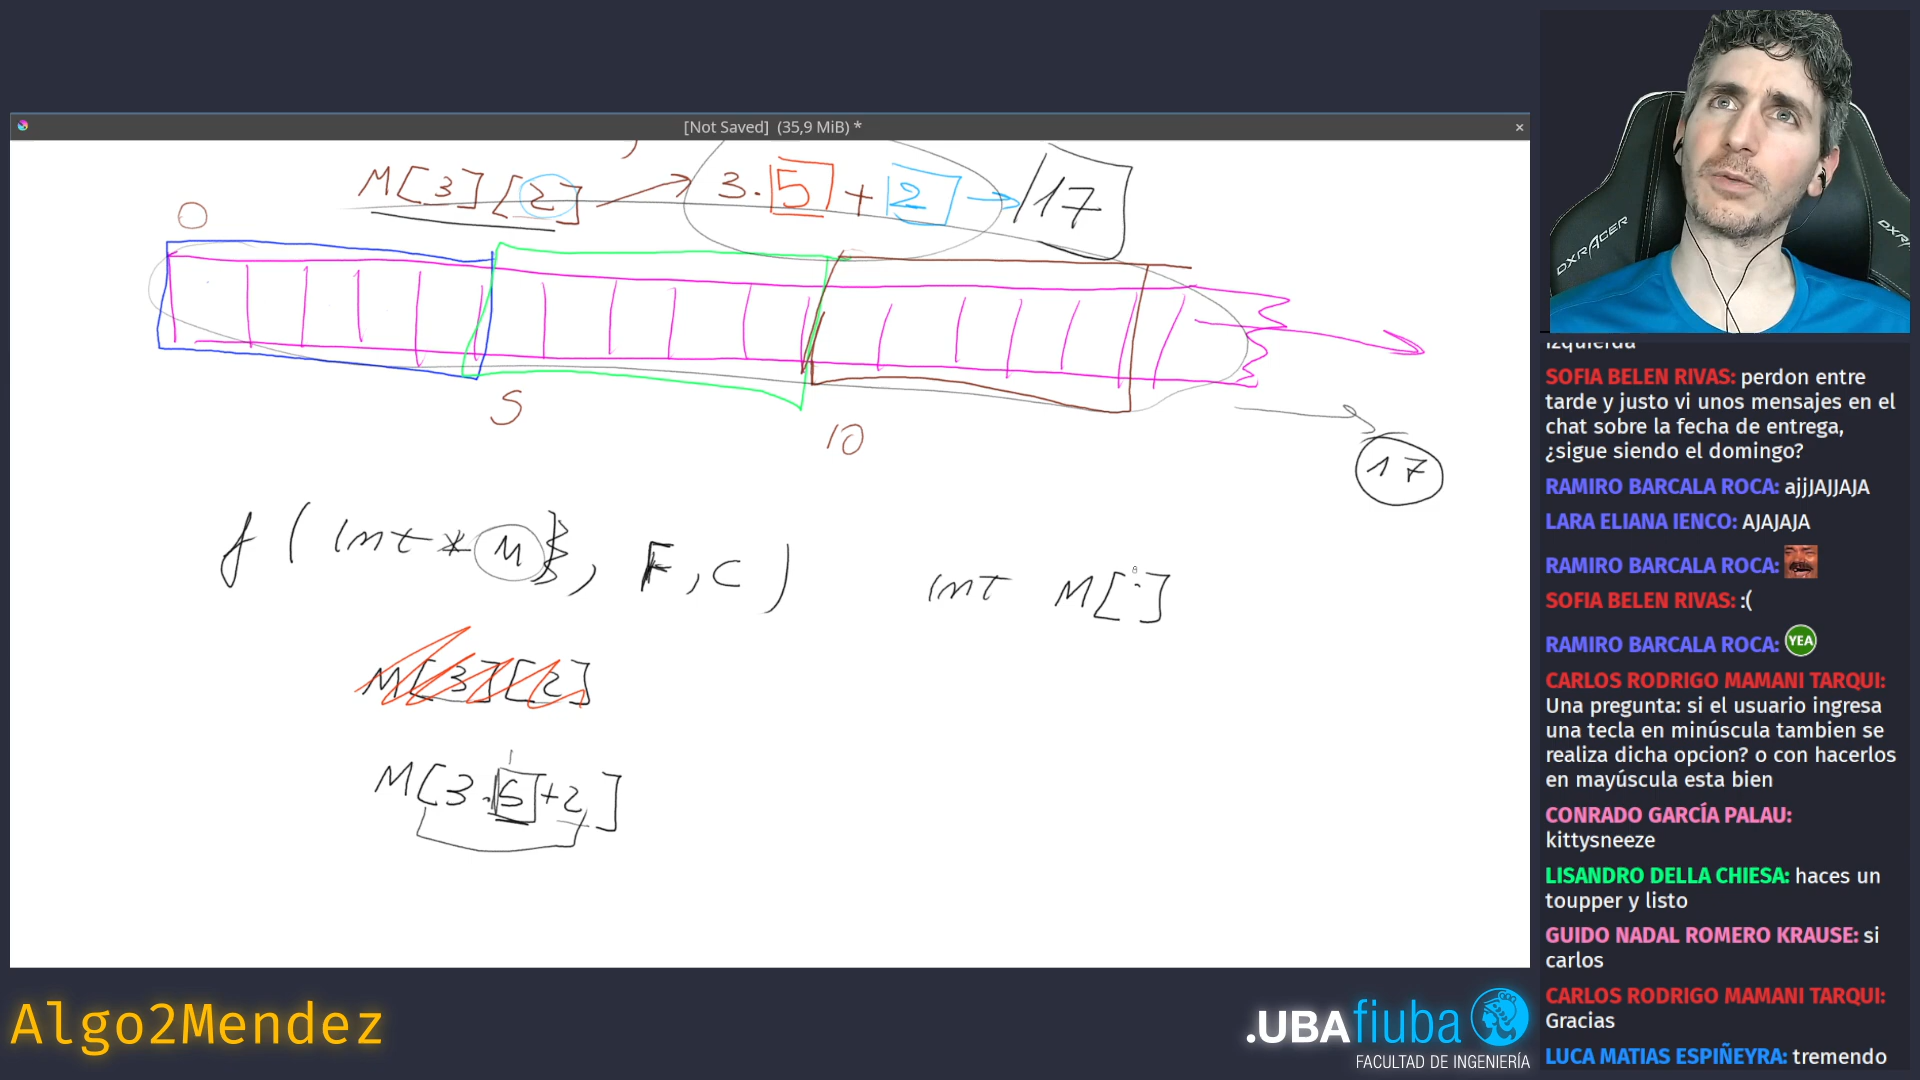 [Not Saved] (35,9 MiB) *
M[3][2] → 3.5+2 → 17
0
5
10
17
f(int*M, F, C)
int M[ ]
M[3][2]
M[3.5+2]
Algo2Mendez
.UBAfiuba
FACULTAD DE INGENIERÍA
DXRACER
DXR
izquierda
SOFIA BELEN RIVAS: perdon entre
tarde y justo vi unos mensajes en el
chat sobre la fecha de entrega,
¿sigue siendo el domingo?
RAMIRO BARCALA ROCA: ajjJAJJAJA
LARA ELIANA IENCO: AJAJAJA
RAMIRO BARCALA ROCA:
SOFIA BELEN RIVAS: :(
RAMIRO BARCALA ROCA: YEA
CARLOS RODRIGO MAMANI TARQUI:
Una pregunta: si el usuario ingresa
una tecla en minúscula tambien se
realiza dicha opcion? o con hacerlos
en mayúscula esta bien
CONRADO GARCÍA PALAU:
kittysneeze
LISANDRO DELLA CHIESA: haces un
toupper y listo
GUIDO NADAL ROMERO KRAUSE: si
carlos
CARLOS RODRIGO MAMANI TARQUI:
Gracias
LUCA MATIAS ESPIÑEYRA: tremendo